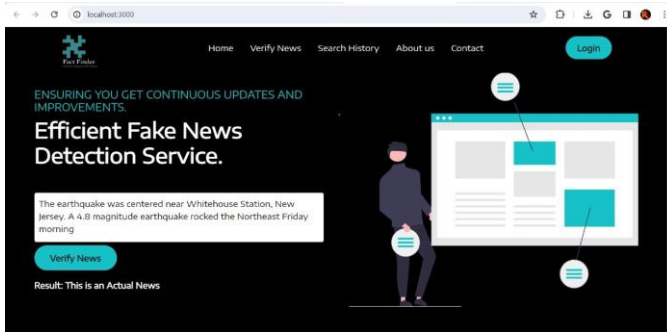 localhost:3000
Fact Finder
Home Verify News Search History About us Contact
Login
ENSURING YOU GET CONTINUOUS UPDATES AND
IMPROVEMENTS.
Efficient Fake News
Detection Service.
The earthquake was centered near Whitehouse Station, New
Jersey. A 4.8 magnitude earthquake rocked the Northeast Friday
morning
Verify News
Result: This is an Actual News